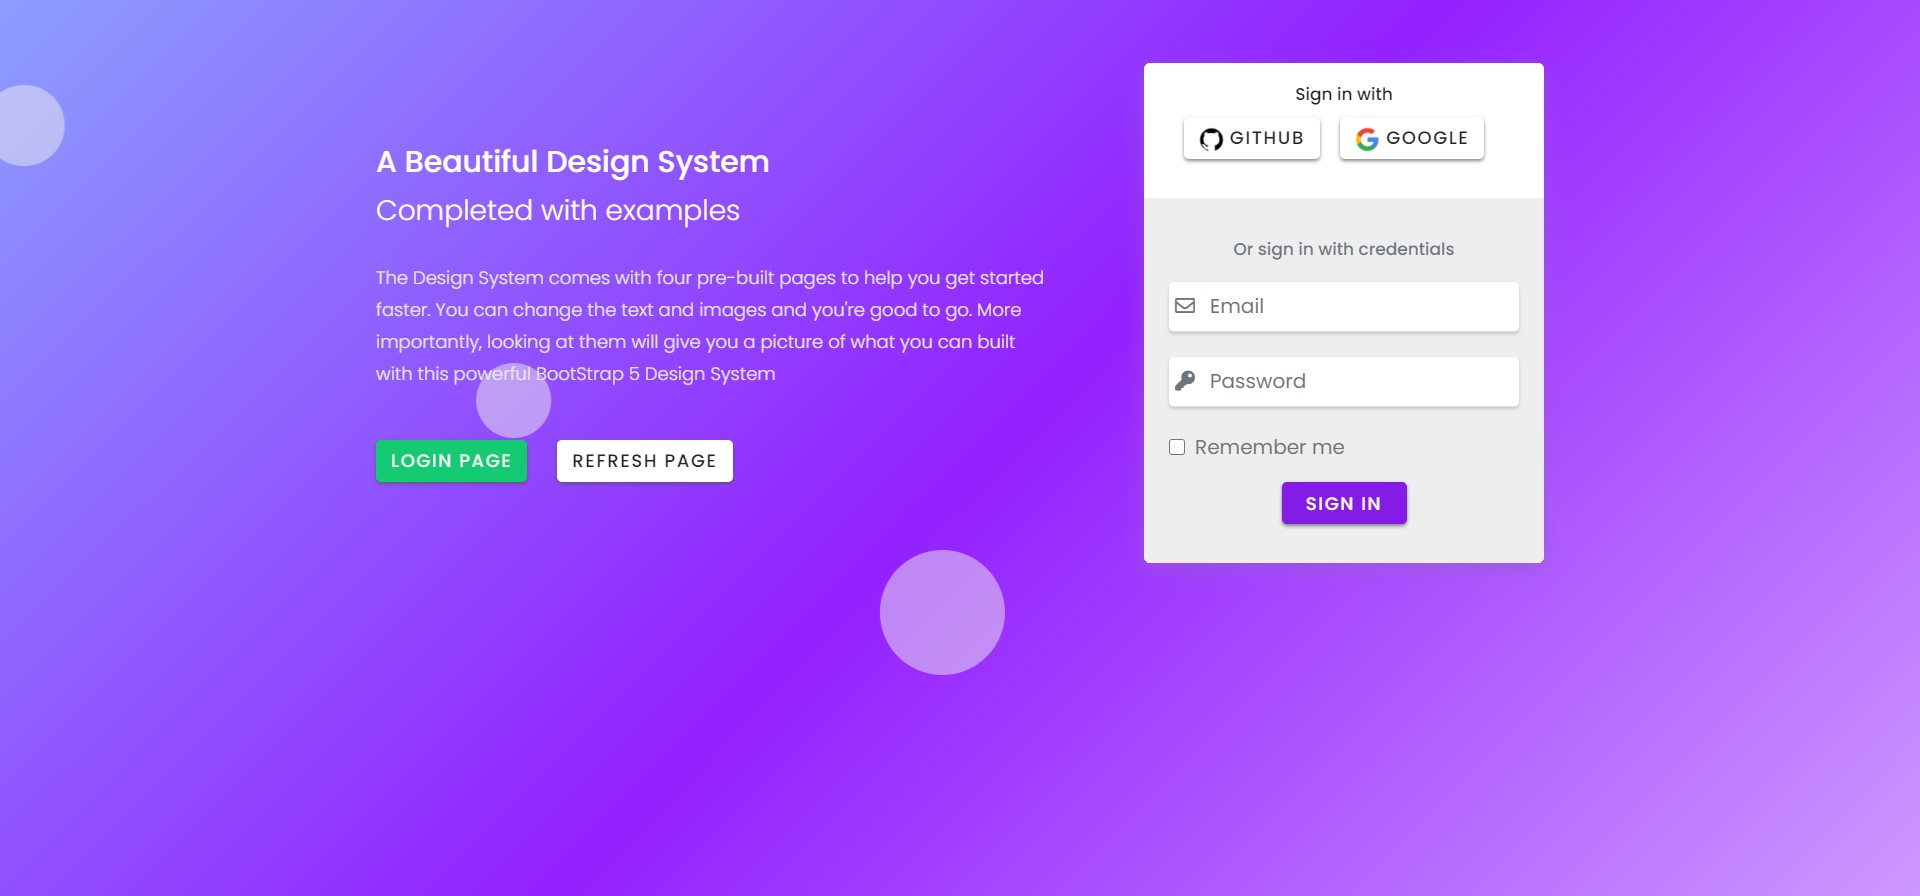 A Beautiful Design System
Completed with examples
The Design System comes with four pre-built pages to help you get started
faster. You can change the text and images and you're good to go. More
importantly, looking at them will give you a picture of what you can built
with this powerful BootStrap 5 Design System
LOGIN PAGE
REFRESH PAGE
Sign in with
GITHUB
GOOGLE
Or sign in with credentials
Email
Password
Remember me
SIGN IN